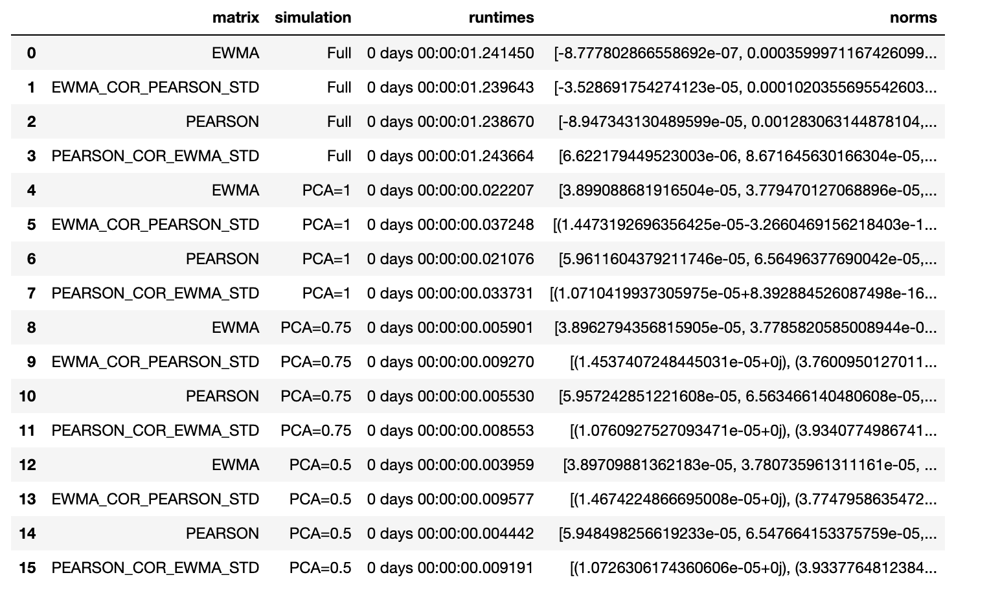 matrix simulation runtimes norms
0 EWMA Full 0 days 00:00:01.241450 [-8.777802866558692e-07, 0.0003599971167426099...
1 EWMA_COR_PEARSON_STD Full 0 days 00:00:01.239643 [-3.528691754274123e-05, 0.0001020355695542603...
2 PEARSON Full 0 days 00:00:01.238670 [-8.947343130489599e-05, 0.001283063144878104,...
3 PEARSON_COR_EWMA_STD Full 0 days 00:00:01.243664 [6.622179449523003e-06, 8.671645630166304e-05,...
4 EWMA PCA=1 0 days 00:00:00.022207 [3.899088681916504e-05, 3.779470127068896e-05,...
5 EWMA_COR_PEARSON_STD PCA=1 0 days 00:00:00.037248 [(1.4473192696356425e-05-3.2660469156218403e-1...
6 PEARSON PCA=1 0 days 00:00:00.021076 [5.9611604379211746e-05, 6.56496377690042e-05,...
7 PEARSON_COR_EWMA_STD PCA=1 0 days 00:00:00.033731 [(1.0710419937305975e-05+8.392884526087498e-16...
8 EWMA PCA=0.75 0 days 00:00:00.005901 [3.8962794356815905e-05, 3.7785820585008944e-0...
9 EWMA_COR_PEARSON_STD PCA=0.75 0 days 00:00:00.009270 [(1.4537407248445031e-05+0j), (3.7600950127011...
10 PEARSON PCA=0.75 0 days 00:00:00.005530 [5.957242851221608e-05, 6.563466140480608e-05,...
11 PEARSON_COR_EWMA_STD PCA=0.75 0 days 00:00:00.008553 [(1.0760927527093471e-05+0j), (3.9340774986741...
12 EWMA PCA=0.5 0 days 00:00:00.003959 [3.89709881362183e-05, 3.780735961311161e-05, ...
13 EWMA_COR_PEARSON_STD PCA=0.5 0 days 00:00:00.009577 [(1.4674224866695008e-05+0j), (3.7747958635472...
14 PEARSON PCA=0.5 0 days 00:00:00.004442 [5.948498256619233e-05, 6.547664153375759e-05,...
15 PEARSON_COR_EWMA_STD PCA=0.5 0 days 00:00:00.009191 [(1.0726306174360606e-05+0j), (3.9337764812384...